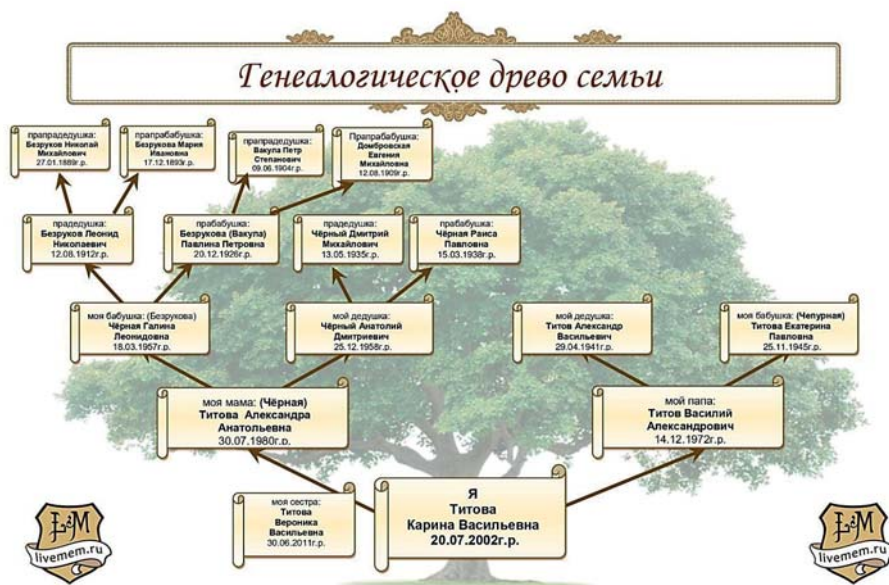 Генеалогическое древо семьи
прапрадедушка:
Безруков Николай
Михайлович
27.01.1889г.р.
прапрабабушка:
Безрукова Мария
Ивановна
17.12.1893г.р.
прапрадедушка:
Вакула Петр
Степанович
09.06.1904г.р.
Прапрабабушка:
Домбровская
Евгения
Михайловна
12.08.1909г.р.
прадедушка:
Безруков Леонид
Николаевич
12.08.1912г.р.
прабабушка:
Безрукова (Вакула)
Павлина Петровна
20.12.1926г.р.
прадедушка:
Чёрный Дмитрий
Михайлович
13.05.1935г.р.
прабабушка:
Чёрная Раиса
Павловна
15.03.1938г.р.
моя бабушка: (Безрукова)
Чёрная Галина
Леонидовна
18.03.1957г.р.
мой дедушка:
Чёрный Анатолий
Дмитриевич
25.12.1958г.р.
мой дедушка:
Титов Александр
Васильевич
29.04.1941г.р.
моя бабушка: (Чепурная)
Титова Екатерина
Павловна
25.11.1945г.р.
моя мама: (Чёрная)
Титова Александра
Анатольевна
30.07.1980г.р.
мой папа:
Титов Василий
Александрович
14.12.1972г.р.
моя сестра:
Титова
Вероника
Васильевна
30.06.2011г.р.
Я
Титова
Карина Васильевна
20.07.2002г.р.
L&M
livemem.ru
L&M
livemem.ru